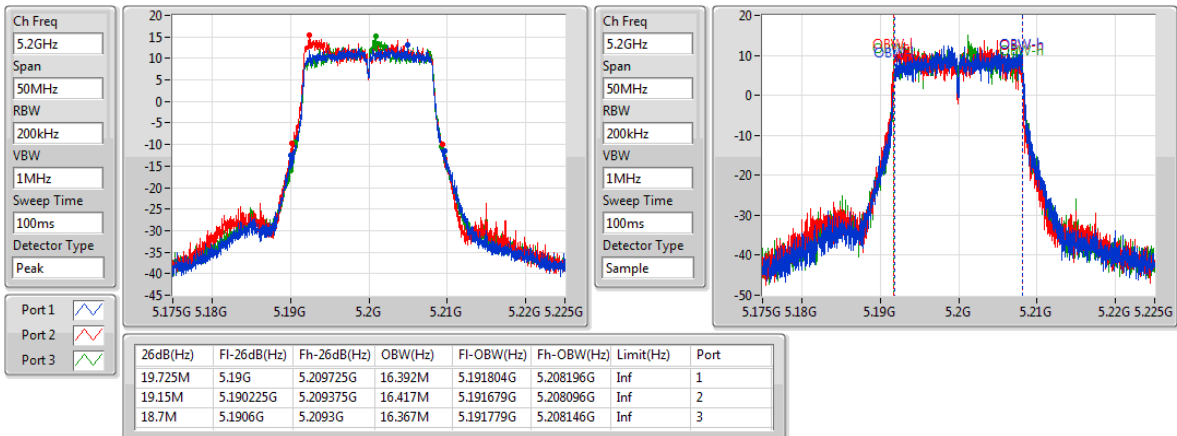 Ch Freq
5.2GHz
Span
50MHz
RBW
200kHz
VBW
1MHz
Sweep Time
100ms
Detector Type
Peak
20
15
10
5
0
-5
-10
-15
-20
-25
-30
-35
-40
-45
5.175G 5.18G 5.19G 5.2G 5.21G 5.22G 5.225G
Ch Freq
5.2GHz
Span
50MHz
RBW
200kHz
VBW
1MHz
Sweep Time
100ms
Detector Type
Sample
20
10
0
-10
-20
-30
-40
-50
OBW-h
5.175G 5.18G 5.19G 5.2G 5.21G 5.22G 5.225G
Port 1
Port 2
Port 3
26dB(Hz) Fl-26dB(Hz) Fh-26dB(Hz) OBW(Hz) Fl-OBW(Hz) Fh-OBW(Hz) Limit(Hz) Port
19.725M 5.19G 5.209725G 16.392M 5.191804G 5.208196G Inf 1
19.15M 5.190225G 5.209375G 16.417M 5.191679G 5.208096G Inf 2
18.7M 5.1906G 5.2093G 16.367M 5.191779G 5.208146G Inf 3